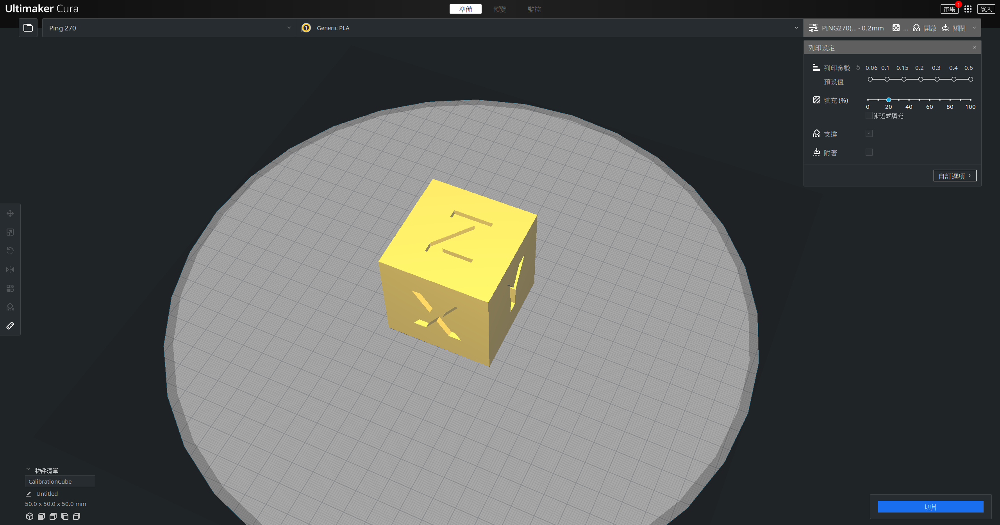 Ultimaker Cura
準備 預覽 監控
市集 1 登入
Ping 270
1 Generic PLA
PING270(... - 0.2mm ... 開啟 關閉
列印設定
列印參數 0.06 0.1 0.15 0.2 0.3 0.4 0.6
預設值
填充 (%)
0 20 40 60 80 100
漸近式填充
支撐
附著
自訂選項
Z
X
Y
物件清單
CalibrationCube
Untitled
50.0 x 50.0 x 50.0 mm
切片